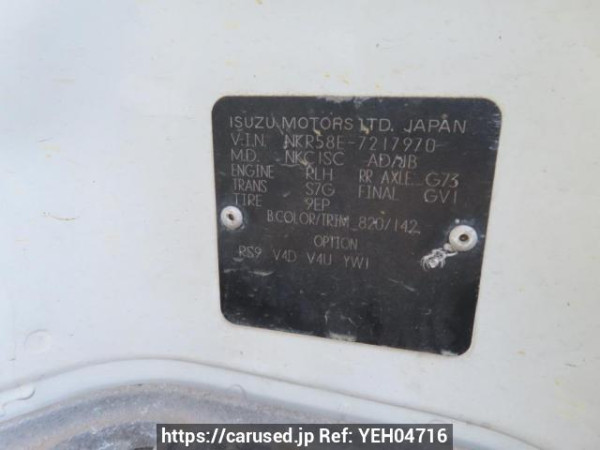 ISUZU MOTORS LTD. JAPAN
V-I.N. NKR58E-7217970
M.D. NKC1SC AD/JB
ENGINE RLH RR AXLE G73
TRANS S7G FINAL GV1
TIRE 9EP
B.COLOR/TRIM 820/142
OPTION
RS9 V4D V4U YW1
https://carused.jp Ref: YEH04716